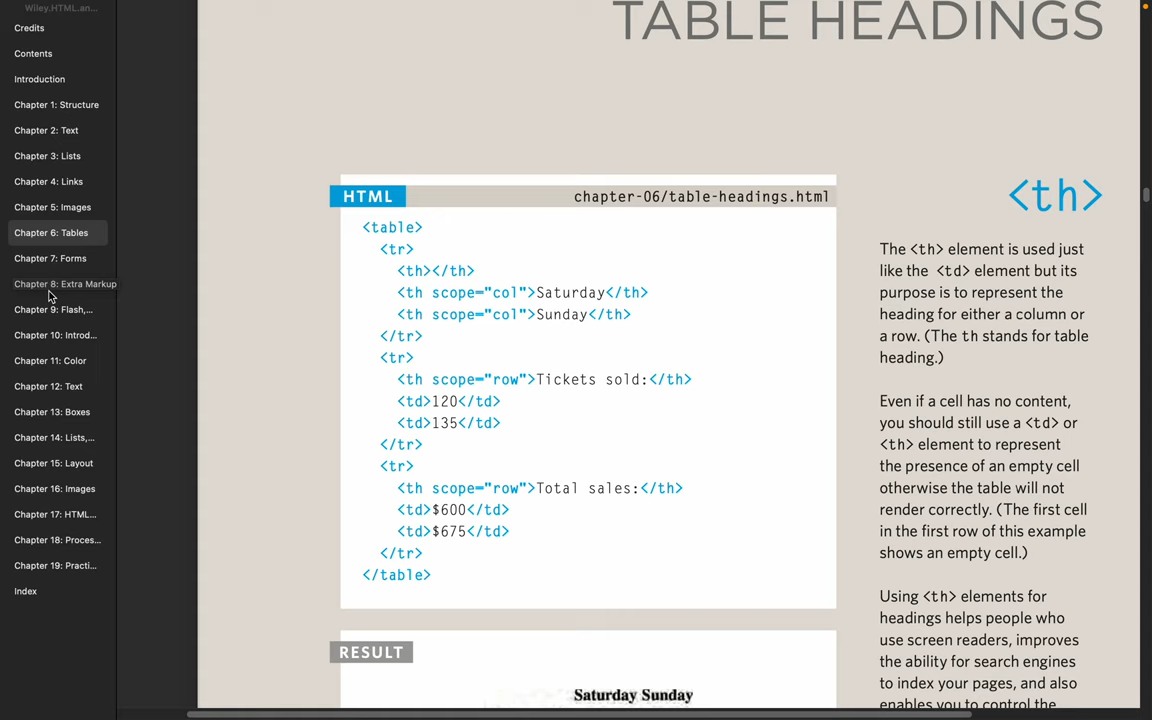 Wiley.HTML.an...
Credits
Contents
Introduction
Chapter 1: Structure
Chapter 2: Text
Chapter 3: Lists
Chapter 4: Links
Chapter 5: Images
Chapter 6: Tables
Chapter 7: Forms
Chapter 8: Extra Markup
Chapter 9: Flash,...
Chapter 10: Introd...
Chapter 11: Color
Chapter 12: Text
Chapter 13: Boxes
Chapter 14: Lists,...
Chapter 15: Layout
Chapter 16: Images
Chapter 17: HTML...
Chapter 18: Proces...
Chapter 19: Practi...
Index
TABLE HEADINGS
HTML chapter-06/table-headings.html
<table>
<tr>
<th></th>
<th scope="col">Saturday</th>
<th scope="col">Sunday</th>
</tr>
<tr>
<th scope="row">Tickets sold:</th>
<td>120</td>
<td>135</td>
</tr>
<tr>
<th scope="row">Total sales:</th>
<td>$600</td>
<td>$675</td>
</tr>
</table>
RESULT
Saturday Sunday
<th>
The <th> element is used just
like the <td> element but its
purpose is to represent the
heading for either a column or
a row. (The th stands for table
heading.)
Even if a cell has no content,
you should still use a <td> or
<th> element to represent
the presence of an empty cell
otherwise the table will not
render correctly. (The first cell
in the first row of this example
shows an empty cell.)
Using <th> elements for
headings helps people who
use screen readers, improves
the ability for search engines
to index your pages, and also
enables you to control the